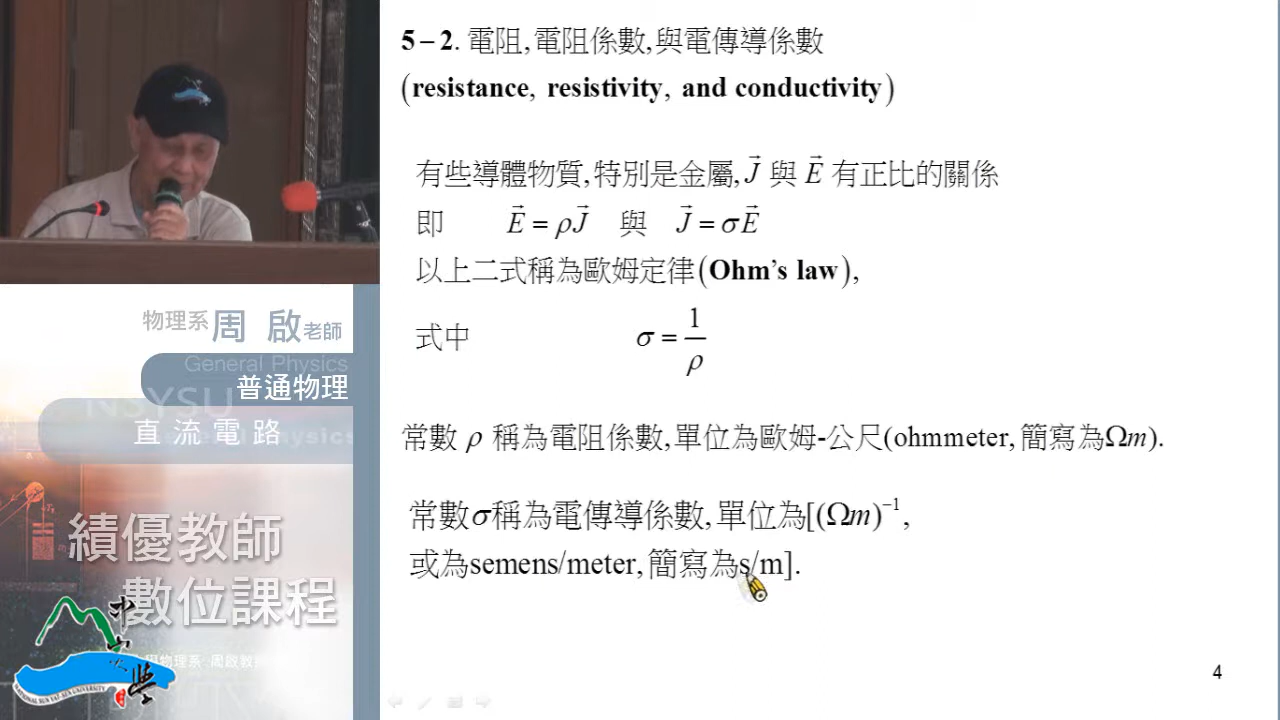 5－2. 電阻, 電阻係數, 與電傳導係數
(resistance, resistivity, and conductivity)
有些導體物質, 特別是金屬, J 與 E 有正比的關係
即 E = ρJ 與 J = σE
以上二式稱為歐姆定律(Ohm's law),
式中 σ = 1/ρ
常數 ρ 稱為電阻係數, 單位為歐姆-公尺(ohmmeter, 簡寫為Ωm).
常數σ稱為電傳導係數, 單位為[(Ωm)⁻¹,
或為semens/meter, 簡寫為s/m].
4
物理系 周 啟 老師
General Physics
普通物理
NSYSU
直流電路
績優教師
數位課程
NATIONAL SUN YAT-SEN UNIVERSITY